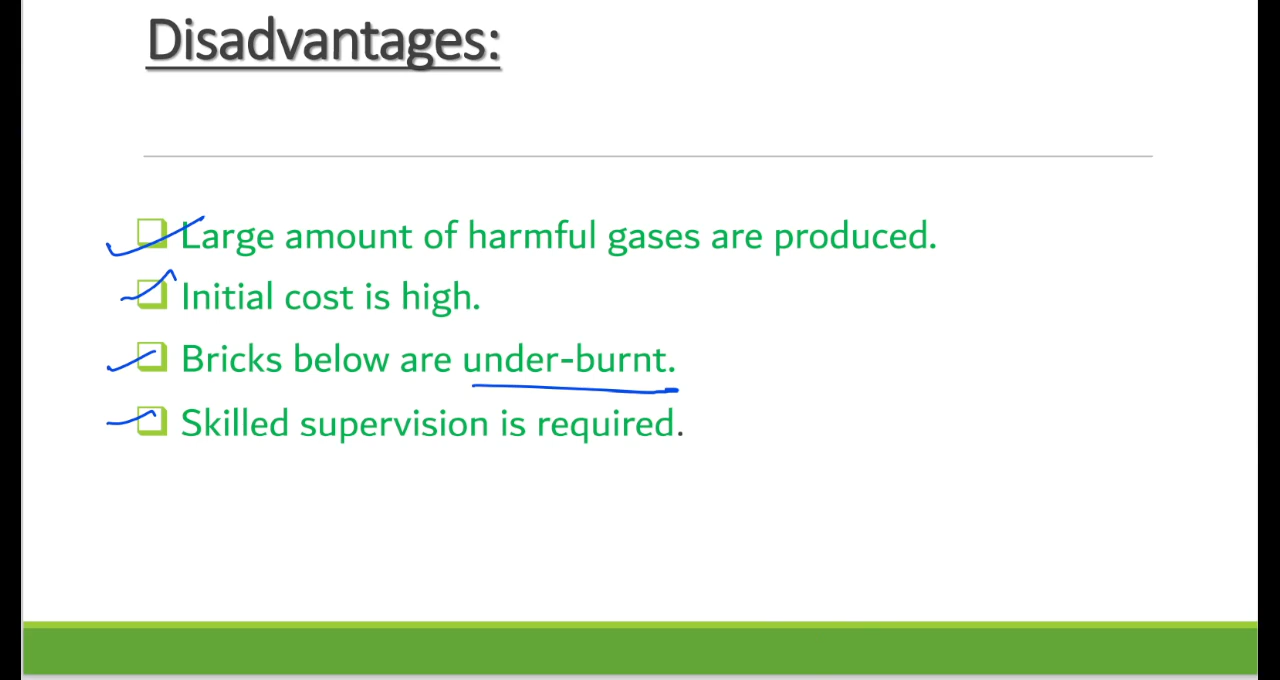 Disadvantages:
Large amount of harmful gases are produced.
Initial cost is high.
Bricks below are under-burnt.
Skilled supervision is required.